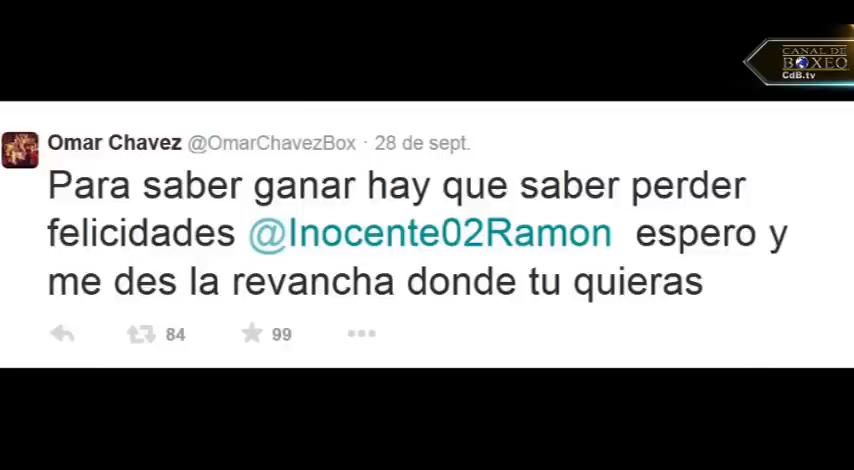 CANAL DE
BOXEO
CdB.tv
Omar Chavez @OmarChavezBox · 28 de sept.
Para saber ganar hay que saber perder
felicidades @Inocente02Ramon espero y
me des la revancha donde tu quieras
84 99